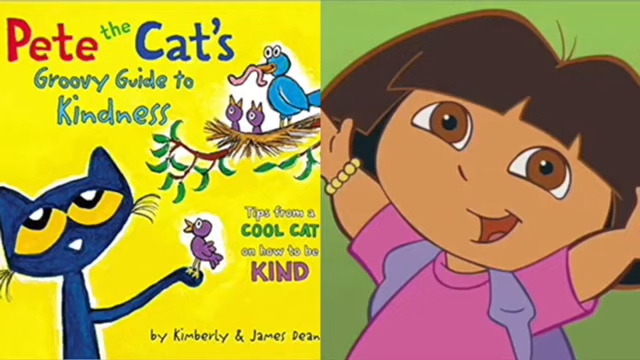 Pete the Cat's
Groovy Guide to
Kindness
Tips from a
COOL CAT
on how to be
KIND
by Kimberly & James Dean